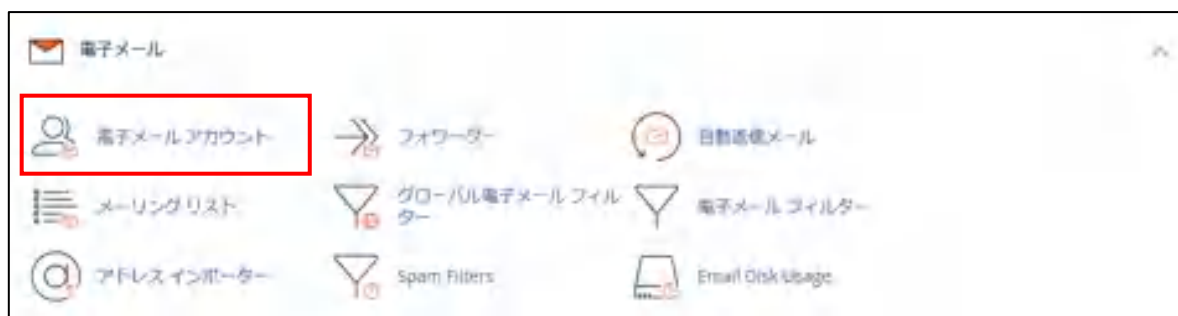 電子メール
電子メール アカウント
フォワーダー
自動返信メール
メーリング リスト
グローバル電子メール フィル
ター
電子メール フィルター
アドレス インポーター
Spam Filters
Email Disk Usage